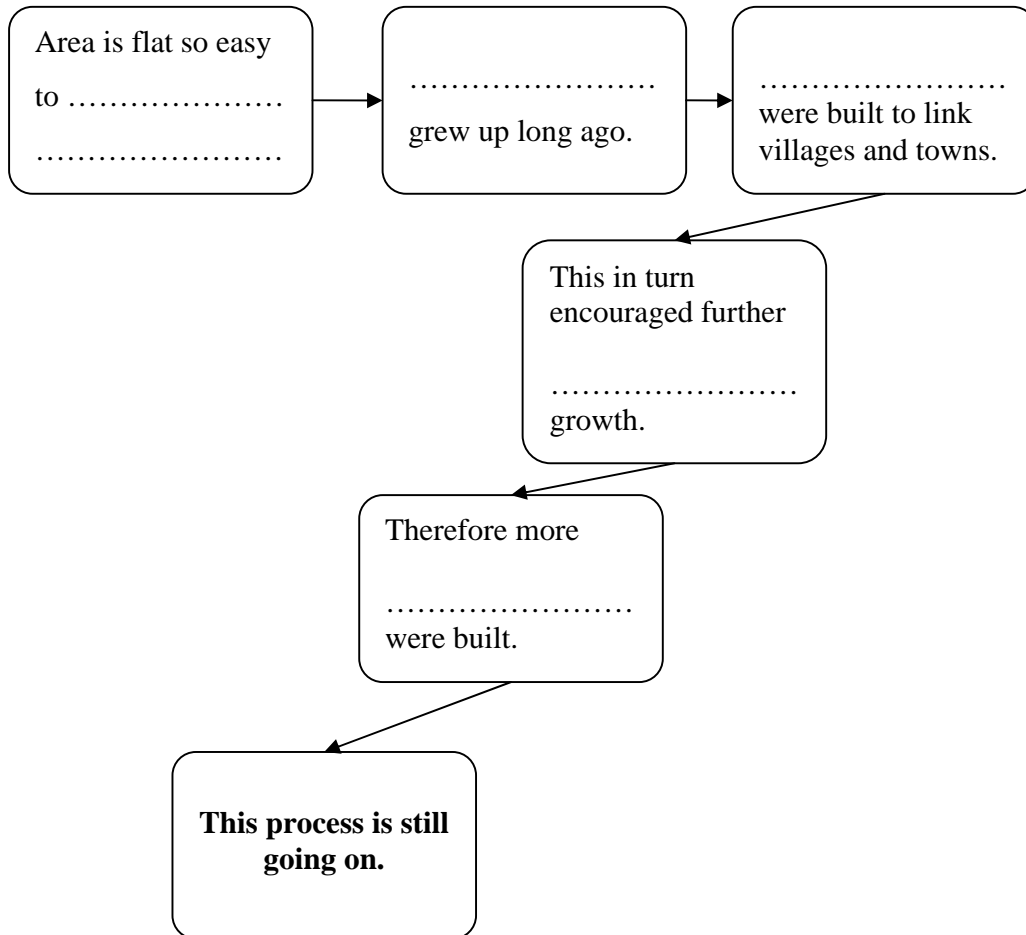 Area is flat so easy
to ........................
............................
............................
grew up long ago.
............................
were built to link
villages and towns.
This in turn
encouraged further
............................
growth.
Therefore more
............................
were built.
This process is still
going on.